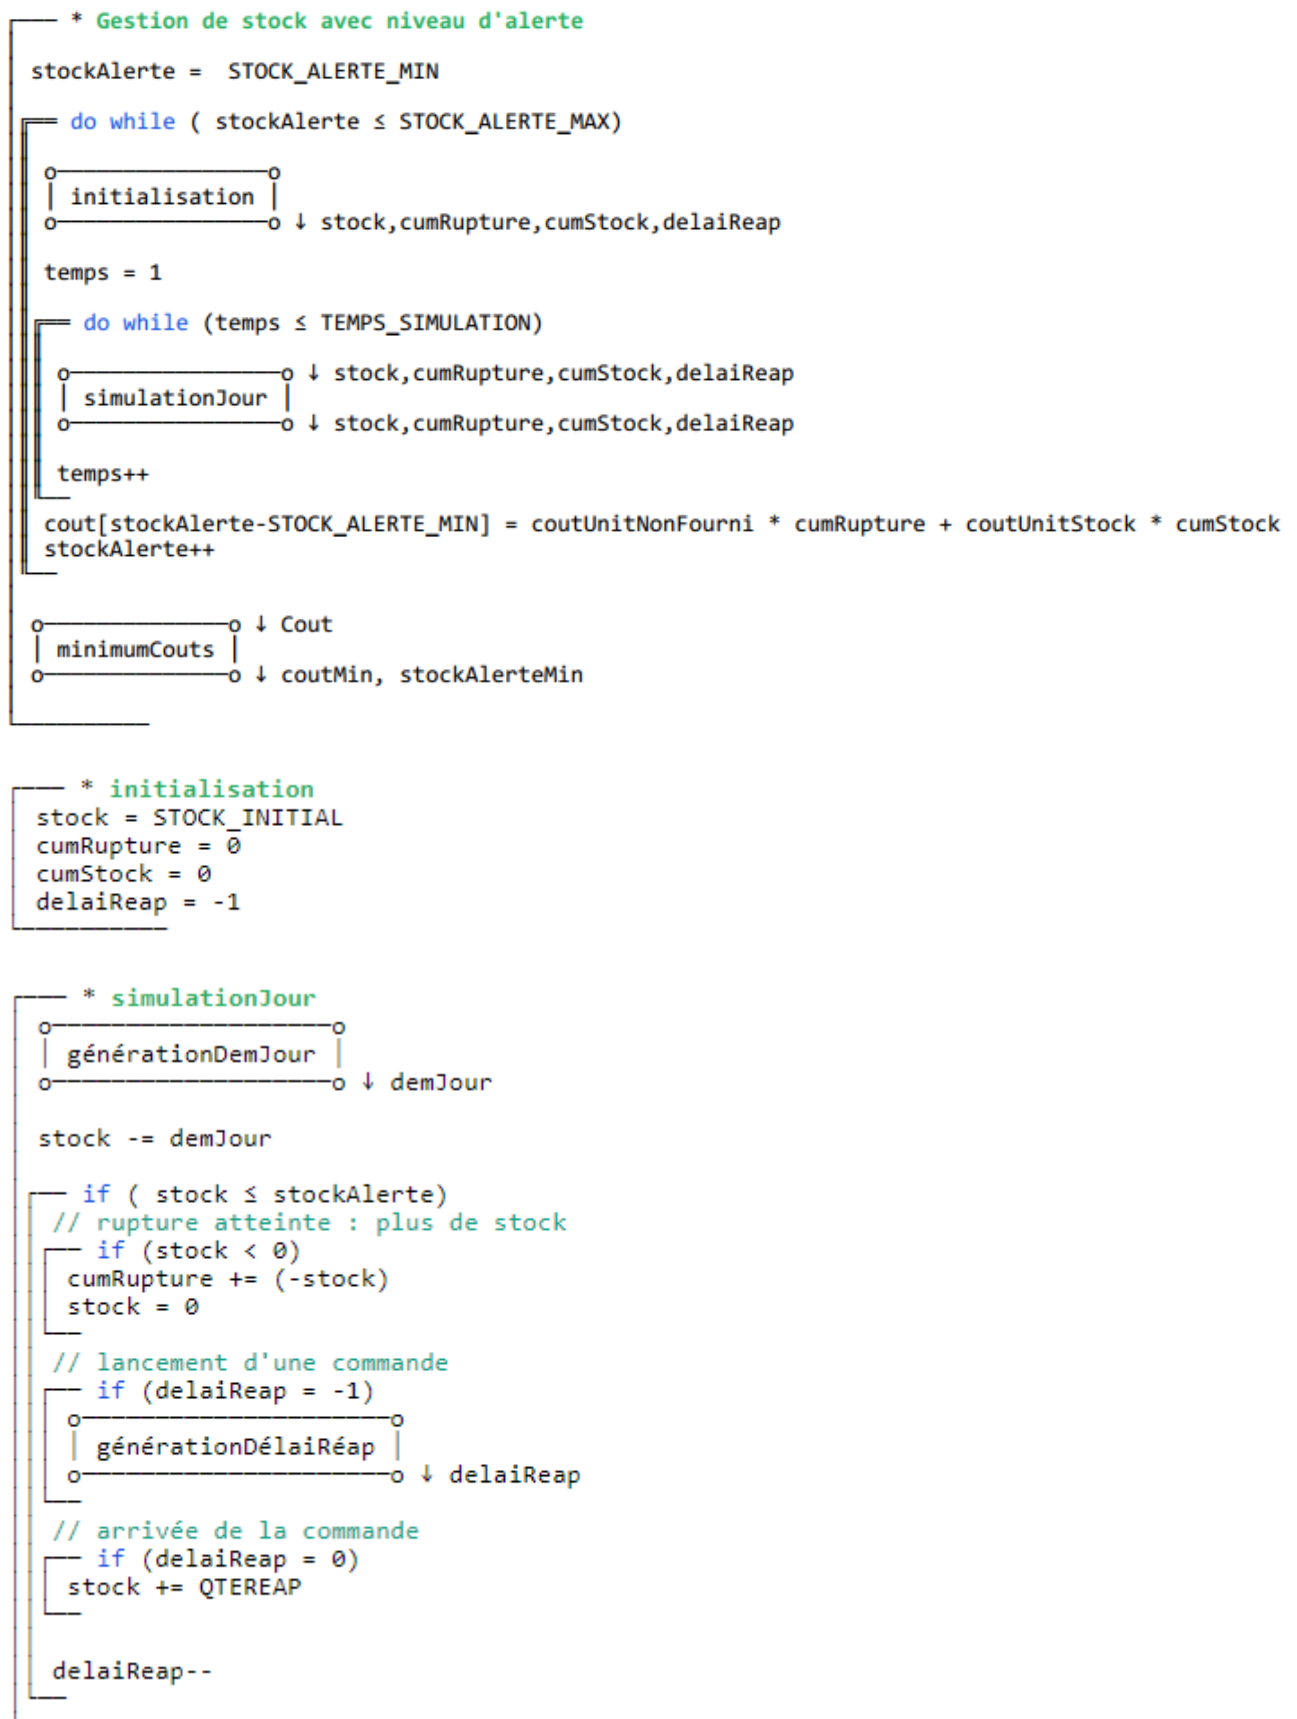 * Gestion de stock avec niveau d'alerte
stockAlerte = STOCK_ALERTE_MIN
do while ( stockAlerte ≤ STOCK_ALERTE_MAX)
o o
| initialisation |
o o ↓ stock,cumRupture,cumStock,delaiReap
temps = 1
do while (temps ≤ TEMPS_SIMULATION)
o o ↓ stock,cumRupture,cumStock,delaiReap
| simulationJour |
o o ↓ stock,cumRupture,cumStock,delaiReap
temps++
cout[stockAlerte-STOCK_ALERTE_MIN] = coutUnitNonFourni * cumRupture + coutUnitStock * cumStock
stockAlerte++
o o ↓ Cout
| minimumCouts |
o o ↓ coutMin, stockAlerteMin
* initialisation
stock = STOCK_INITIAL
cumRupture = 0
cumStock = 0
delaiReap = -1
* simulationJour
o o
| générationDemJour |
o o ↓ demJour
stock -= demJour
if ( stock ≤ stockAlerte)
// rupture atteinte : plus de stock
if (stock < 0)
cumRupture += (-stock)
stock = 0
// lancement d'une commande
if (delaiReap = -1)
o o
| générationDélaiRéap |
o o ↓ delaiReap
// arrivée de la commande
if (delaiReap = 0)
stock += QTEREAP
delaiReap--